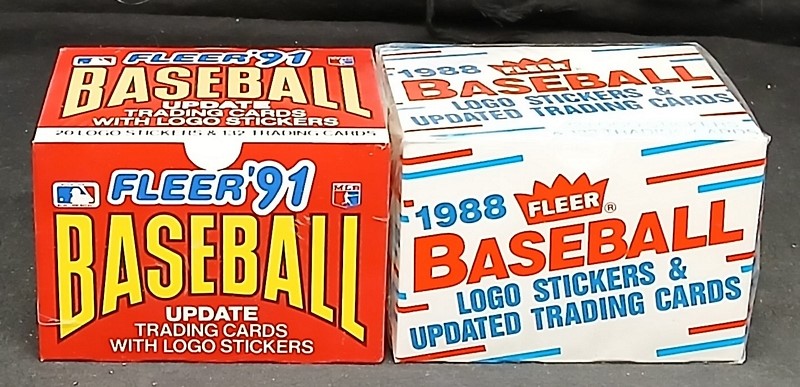 FLEER '91
BASEBALL
UPDATE
TRADING CARDS
WITH LOGO STICKERS
20 LOGO STICKERS & 132 TRADING CARDS
FLEER '91
MLB
BASEBALL
UPDATE
TRADING CARDS
WITH LOGO STICKERS
1988 FLEER
BASEBALL
LOGO STICKERS &
UPDATED TRADING CARDS
1988 FLEER®
BASEBALL
LOGO STICKERS &
UPDATED TRADING CARDS